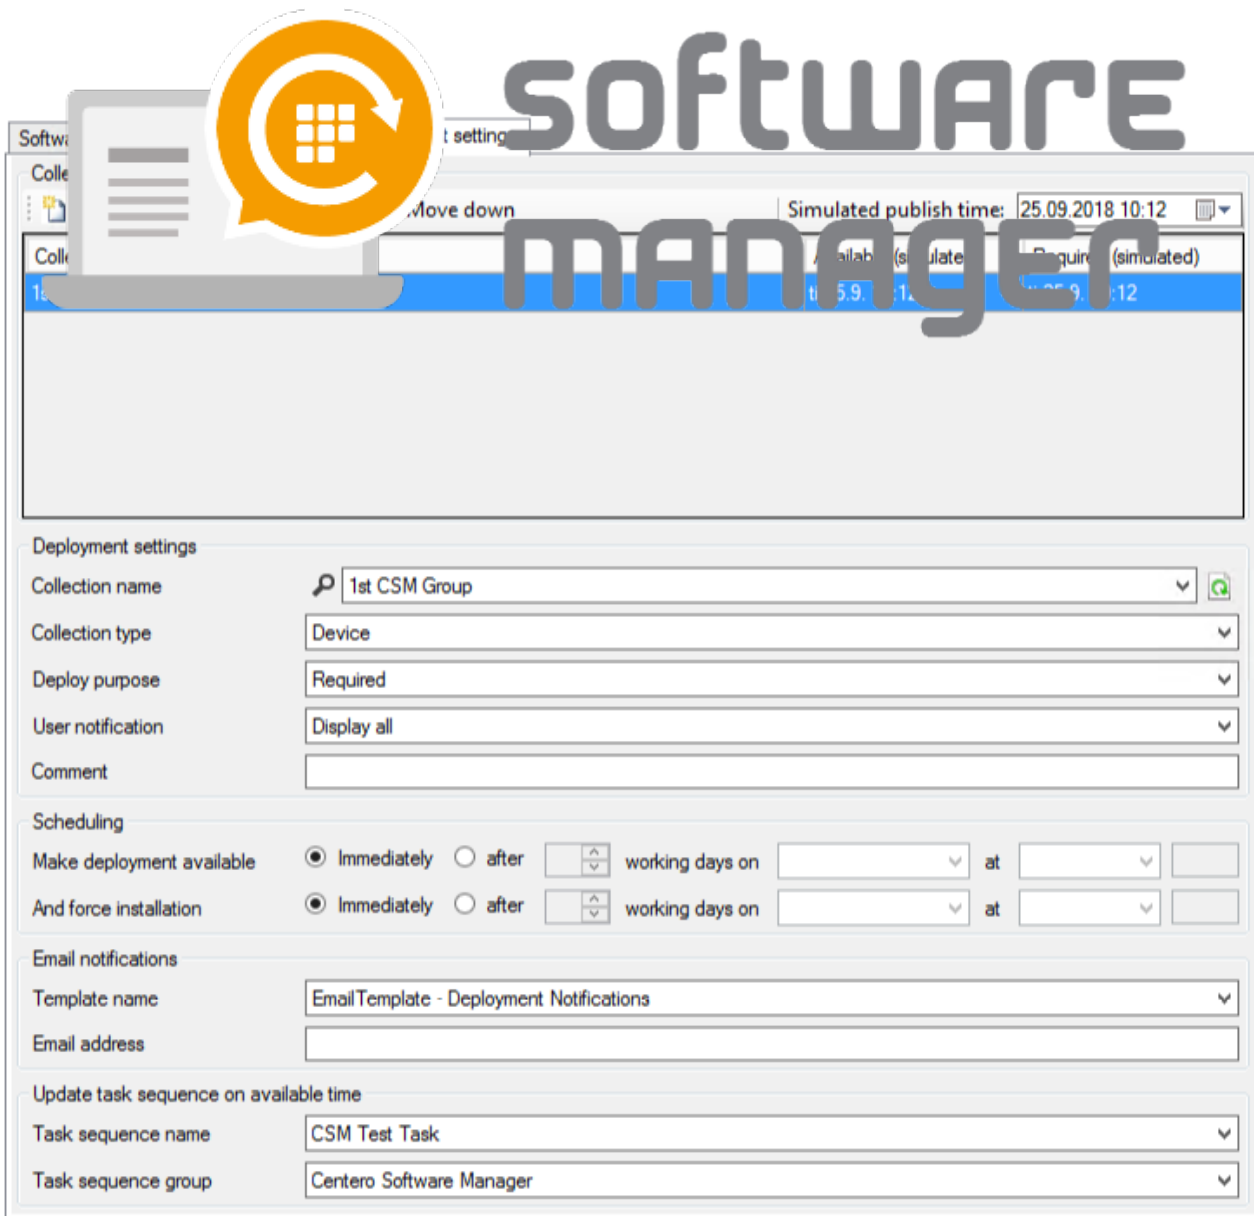 SOFTWARE
MANAGER
Move down
Simulated publish time: 25.09.2018 10:12
(simulated)
Deployment settings
Collection name
1st CSM Group
Collection type
Device
Deploy purpose
Required
User notification
Display all
Comment
Scheduling
Make deployment available Immediately after working days on at
And force installation Immediately after working days on at
Email notifications
Template name
EmailTemplate - Deployment Notifications
Email address
Update task sequence on available time
Task sequence name
CSM Test Task
Task sequence group
Centero Software Manager